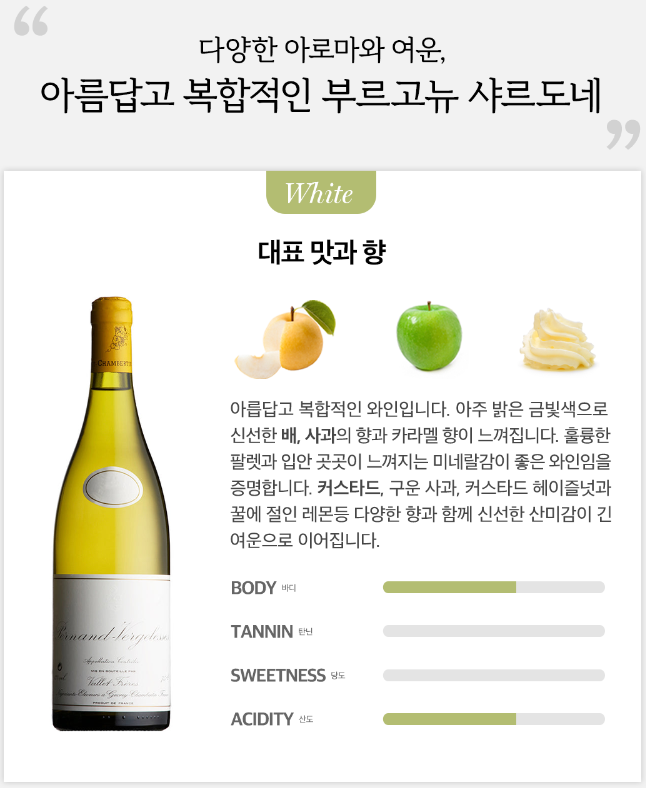 다양한 아로마와 여운,
아름답고 복합적인 부르고뉴 샤르도네
White
대표 맛과 향
아릅답고 복합적인 와인입니다. 아주 밝은 금빛색으로
신선한 배, 사과의 향과 카라멜 향이 느껴집니다. 훌륭한
팔렛과 입안 곳곳이 느껴지는 미네랄감이 좋은 와인임을
증명합니다. 커스타드, 구운 사과, 커스타드 헤이즐넛과
꿀에 절인 레몬등 다양한 향과 함께 신선한 산미감이 긴
여운으로 이어집니다.
BODY 바디
TANNIN 탄닌
SWEETNESS 당도
ACIDITY 산도
Pernand-Vergelesses
PRODUIT DE FRANCE